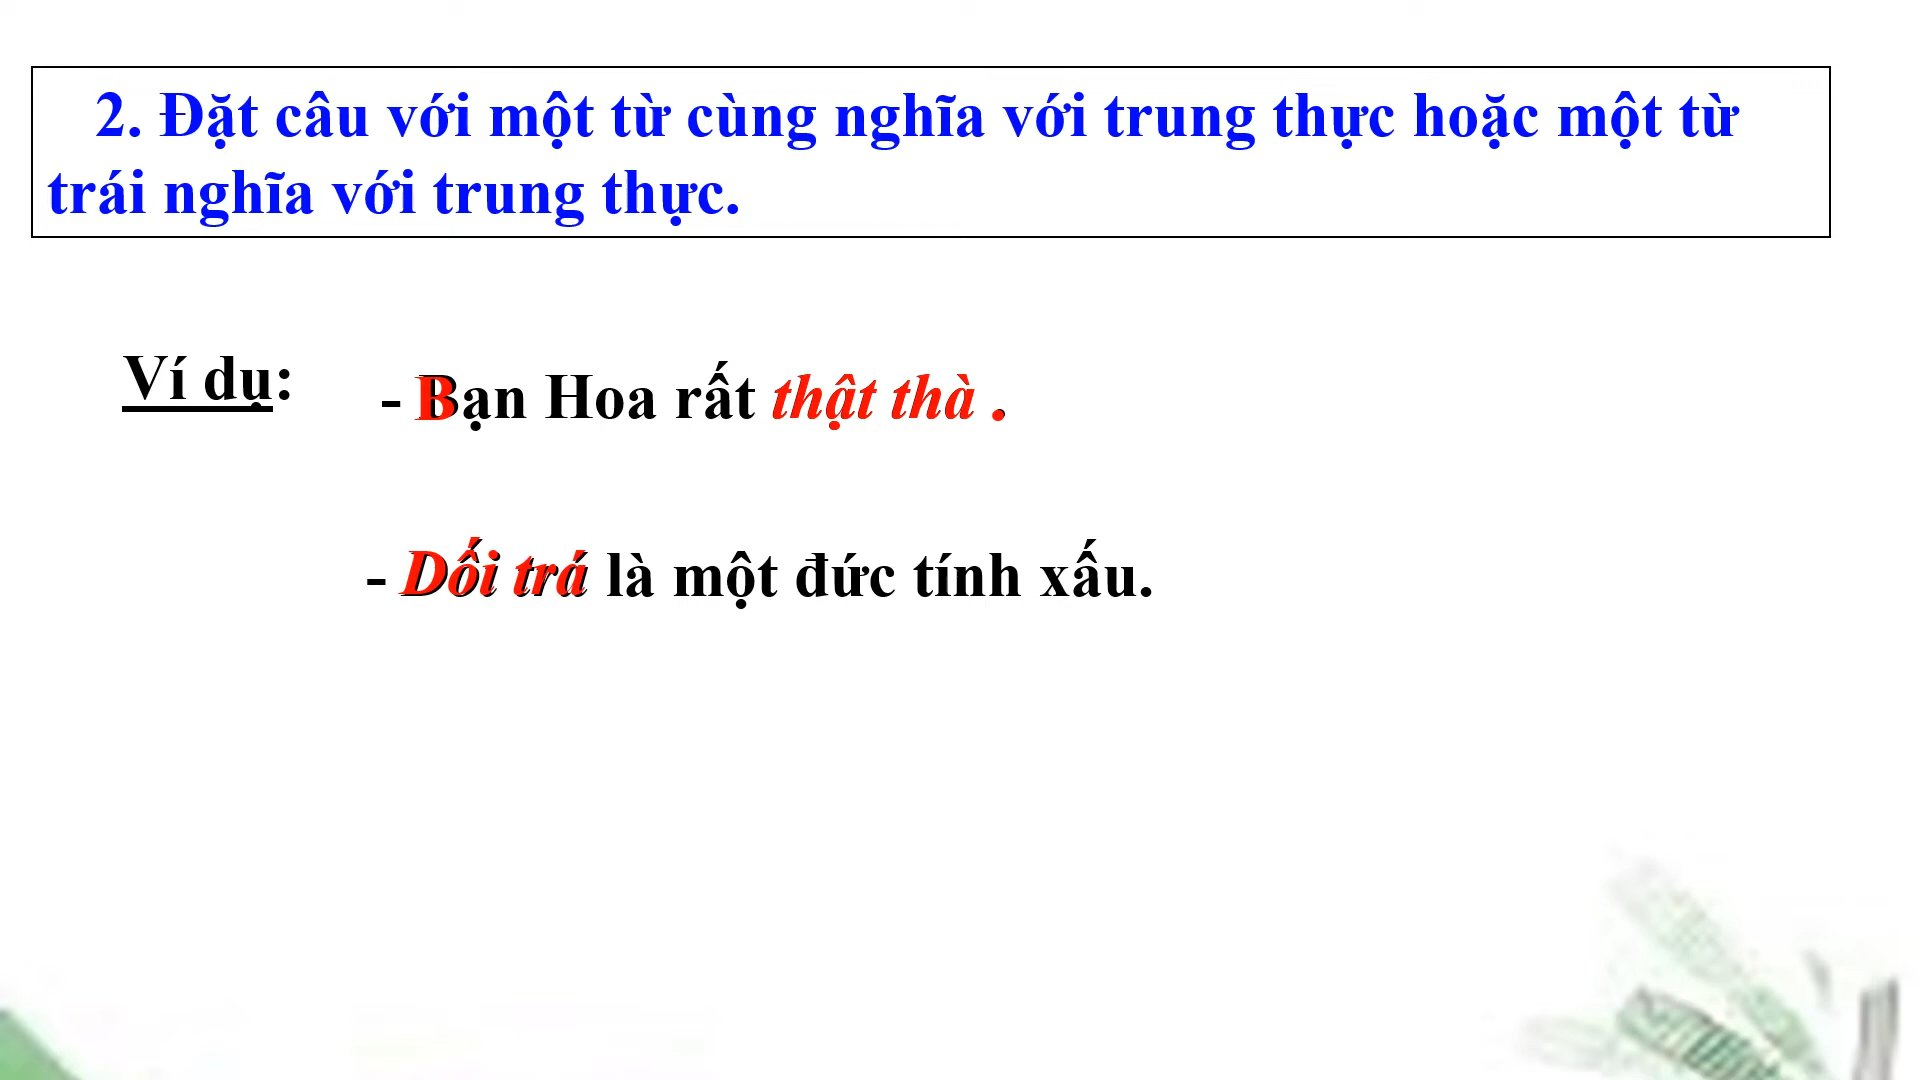 2. Đặt câu với một từ cùng nghĩa với trung thực hoặc một từ
trái nghĩa với trung thực.
Ví dụ:
- Bạn Hoa rất thật thà .
- Dối trá là một đức tính xấu.